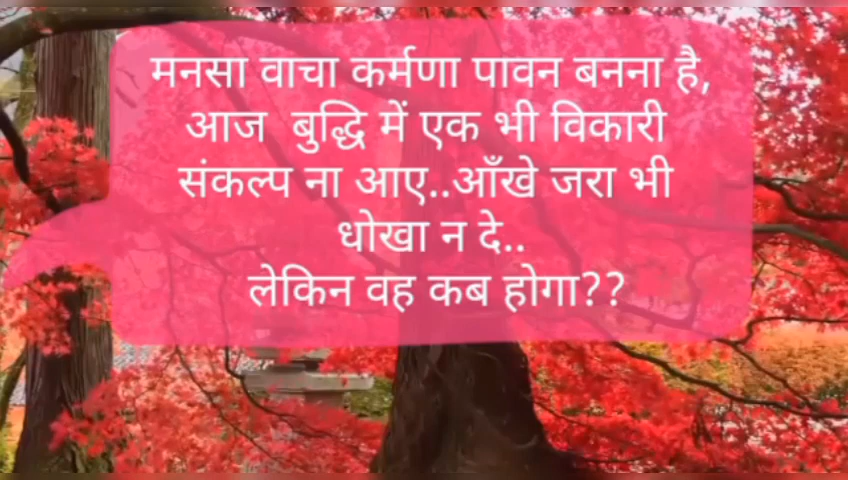 मनसा वाचा कर्मणा पावन बनना है,
आज बुद्धि में एक भी विकारी
संकल्प ना आए..आँखे जरा भी
धोखा न दे..
लेकिन वह कब होगा??